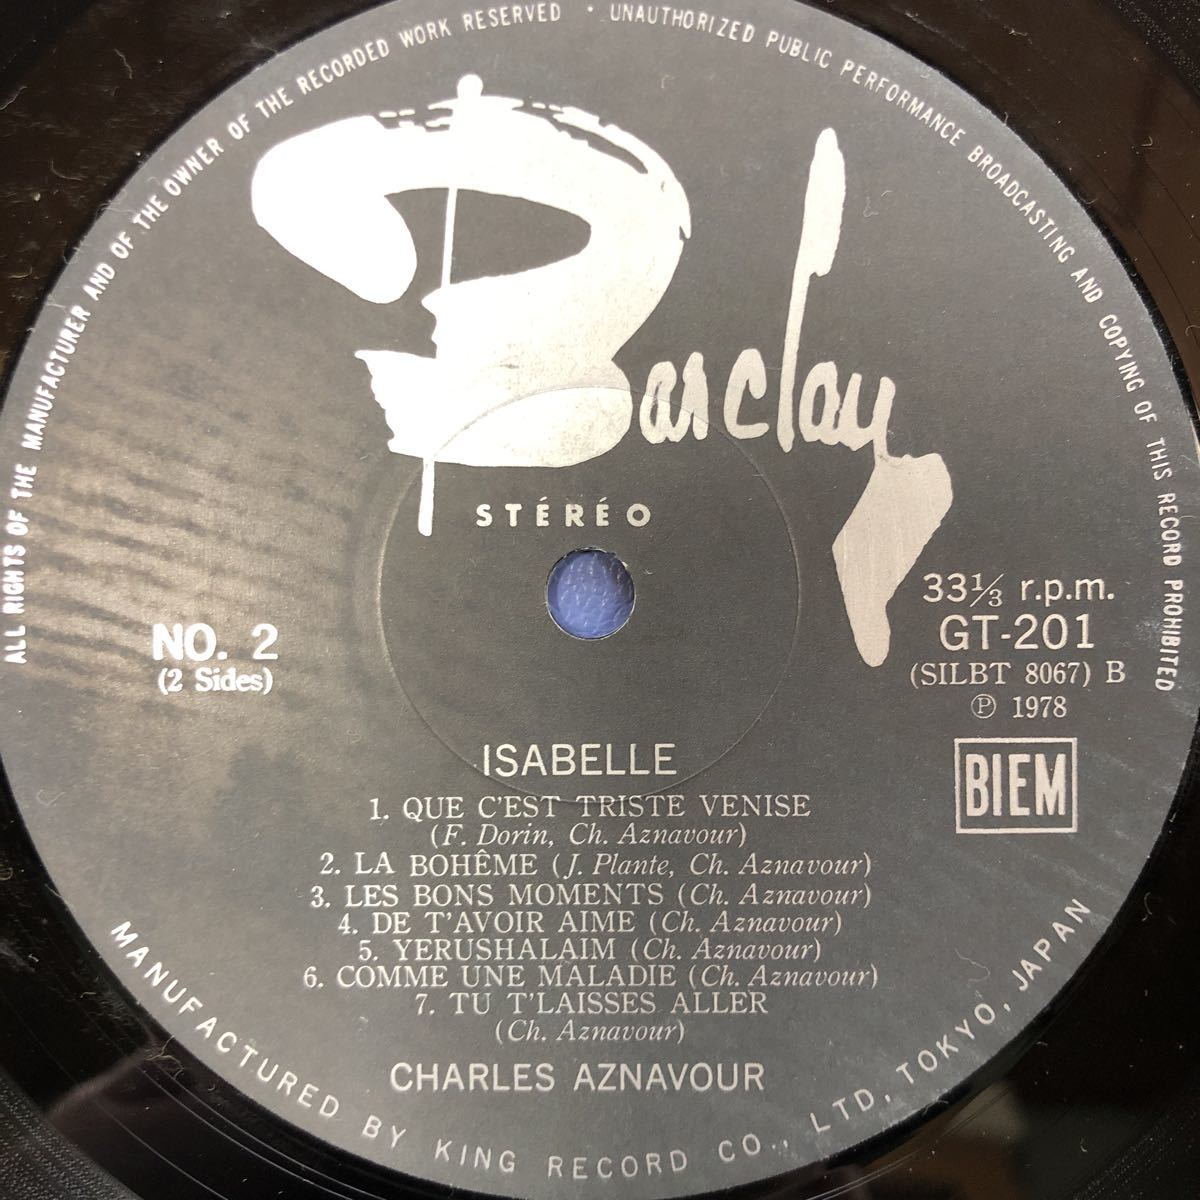 ALL RIGHTS OF THE MANUFACTURER AND OF THE OWNER OF THE RECORDED WORK RESERVED • UNAUTHORIZED PUBLIC PERFORMANCE BROADCASTING AND COPYING OF THIS RECORD PROHIBITED
Barclay
STÉRÉO
33⅓ r.p.m.
GT-201
(SILBT 8067) B
Ⓟ 1978
BIEM
NO. 2
(2 Sides)
ISABELLE
1. QUE C'EST TRISTE VENISE
(F. Dorin, Ch. Aznavour)
2. LA BOHÊME (J. Plante, Ch. Aznavour)
3. LES BONS MOMENTS (Ch. Aznavour)
4. DE T'AVOIR AIME (Ch. Aznavour)
5. YERUSHALAIM (Ch. Aznavour)
6. COMME UNE MALADIE (Ch. Aznavour)
7. TU T'LAISSES ALLER
(Ch. Aznavour)
CHARLES AZNAVOUR
MANUFACTURED BY KING RECORD CO., LTD, TOKYO, JAPAN